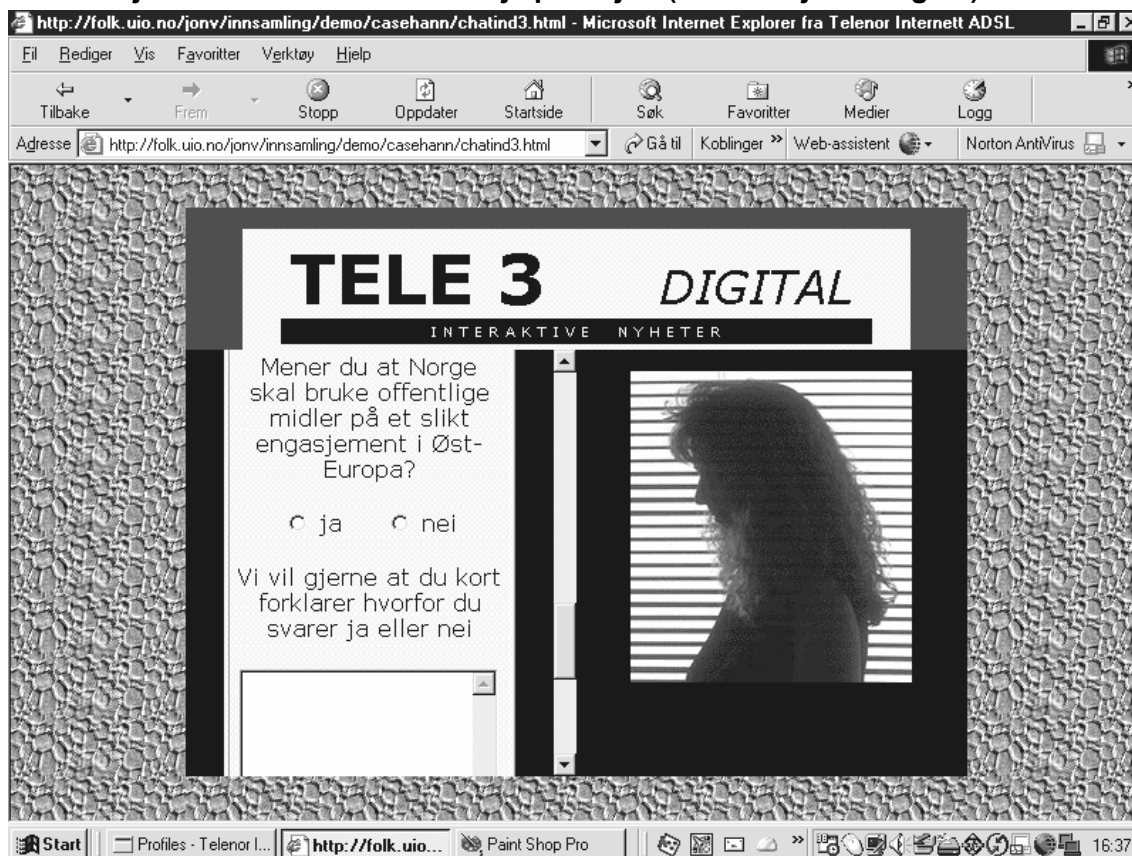 http://folk.uio.no/jonv/innsamling/demo/casehann/chatind3.html - Microsoft Internet Explorer fra Telenor Internett ADSL
Fil Rediger Vis Favoritter Verktøy Hjelp
Tilbake Frem Stopp Oppdater Startside Søk Favoritter Medier Logg
Adresse http://folk.uio.no/jonv/innsamling/demo/casehann/chatind3.html Gå til Koblinger » Web-assistent Norton AntiVirus
TELE 3 DIGITAL
INTERAKTIVE NYHETER
Mener du at Norge
skal bruke offentlige
midler på et slikt
engasjement i Øst-
Europa?
ja nei
Vi vil gjerne at du kort
forklarer hvorfor du
svarer ja eller nei
Start Profiles - Telenor I... http://folk.uio... Paint Shop Pro » 16:37